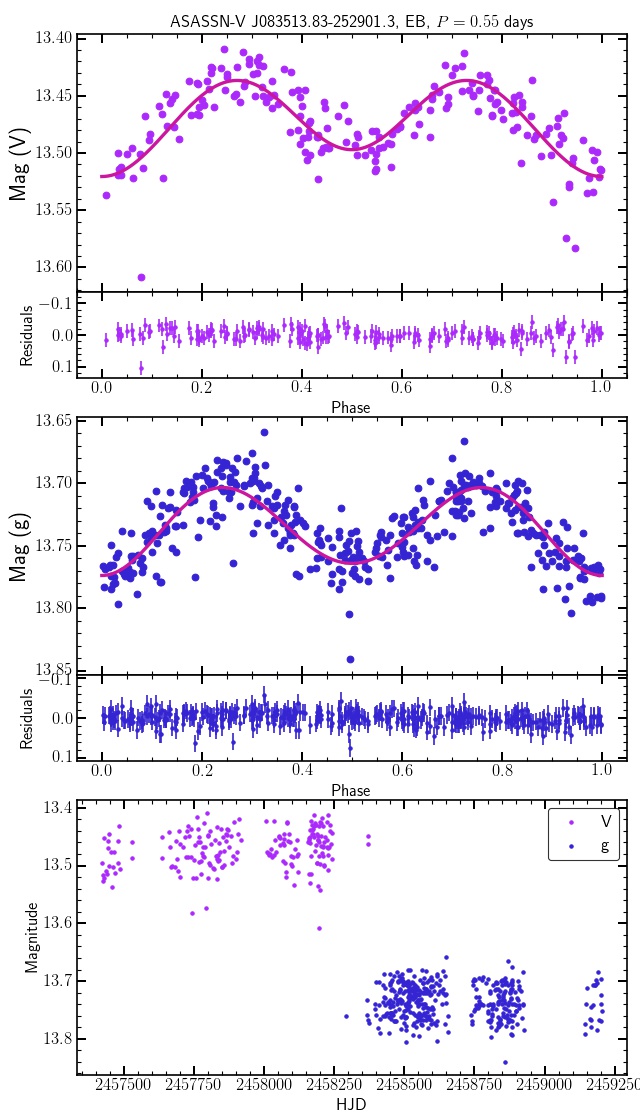 ASASSN-V J083513.83-252901.3, EB, P = 0.55 days
13.40
13.45
13.50
13.55
13.60
Mag (V)
−0.1
0.0
0.1
Residuals
0.0 0.2 0.4 0.6 0.8 1.0
Phase
13.65
13.70
13.75
13.80
13.85
Mag (g)
−0.1
0.0
0.1
Residuals
0.0 0.2 0.4 0.6 0.8 1.0
Phase
V
g
13.4
13.5
13.6
13.7
13.8
Magnitude
2457500 2457750 2458000 2458250 2458500 2458750 2459000 2459250
HJD